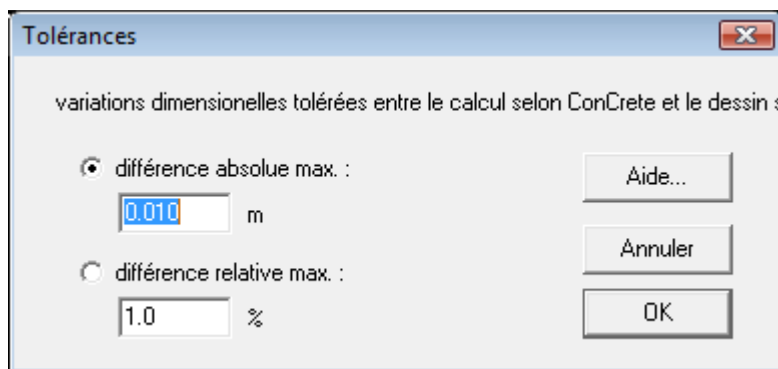 Tolérances
variations dimensionelles tolérées entre le calcul selon ConCrete et le dessin
différence absolue max. :
0.010 m
différence relative max. :
1.0 %
Aide...
Annuler
OK